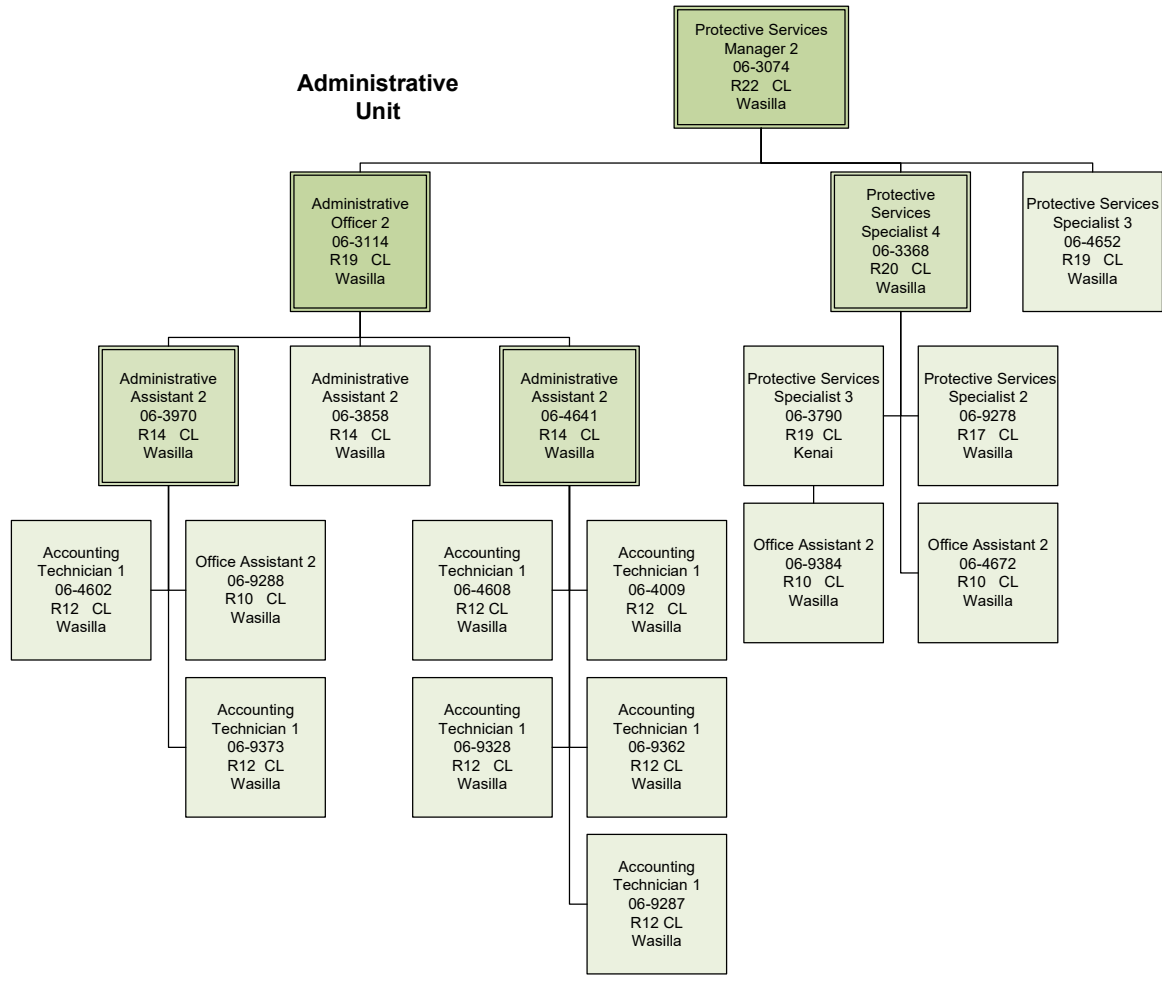 Administrative
Unit
Protective Services
Manager 2
06-3074
R22 CL
Wasilla
Administrative
Officer 2
06-3114
R19 CL
Wasilla
Protective
Services
Specialist 4
06-3368
R20 CL
Wasilla
Protective Services
Specialist 3
06-4652
R19 CL
Wasilla
Administrative
Assistant 2
06-3970
R14 CL
Wasilla
Administrative
Assistant 2
06-3858
R14 CL
Wasilla
Administrative
Assistant 2
06-4641
R14 CL
Wasilla
Protective Services
Specialist 3
06-3790
R19 CL
Kenai
Protective Services
Specialist 2
06-9278
R17 CL
Wasilla
Accounting
Technician 1
06-4602
R12 CL
Wasilla
Office Assistant 2
06-9288
R10 CL
Wasilla
Accounting
Technician 1
06-4608
R12 CL
Wasilla
Accounting
Technician 1
06-4009
R12 CL
Wasilla
Office Assistant 2
06-9384
R10 CL
Wasilla
Office Assistant 2
06-4672
R10 CL
Wasilla
Accounting
Technician 1
06-9373
R12 CL
Wasilla
Accounting
Technician 1
06-9328
R12 CL
Wasilla
Accounting
Technician 1
06-9362
R12 CL
Wasilla
Accounting
Technician 1
06-9287
R12 CL
Wasilla